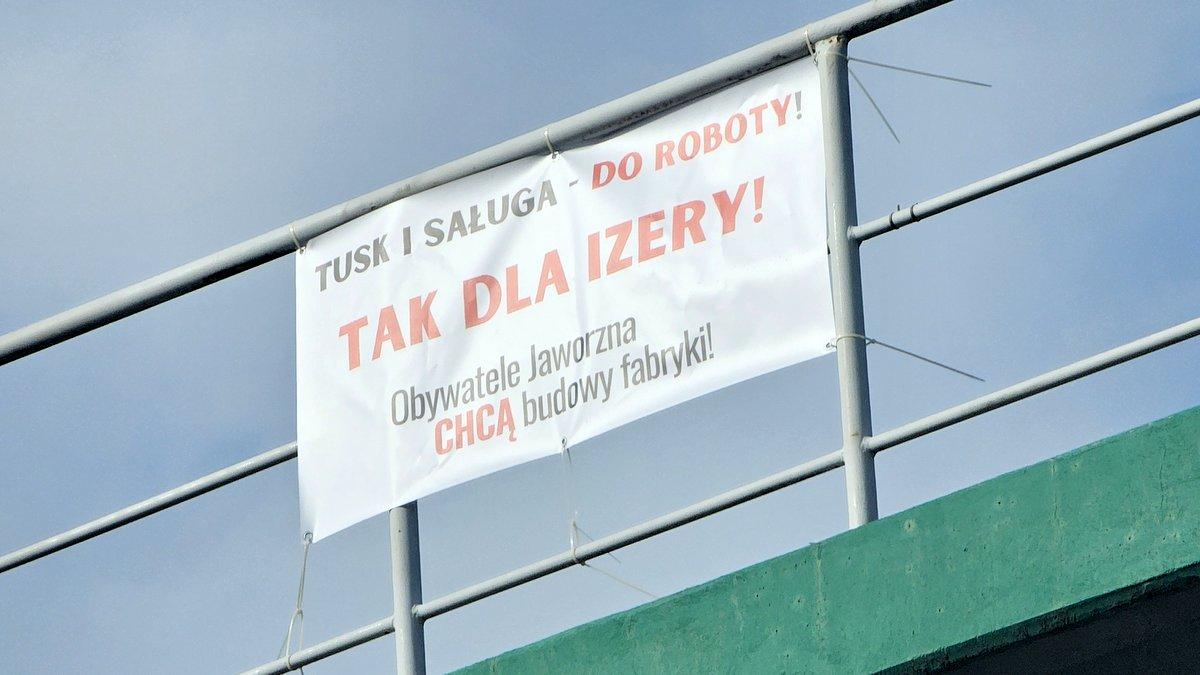 TUSK I SAŁUGA - DO ROBOTY!
TAK DLA IZERY!
Obywatele Jaworzna
CHCĄ budowy fabryki!